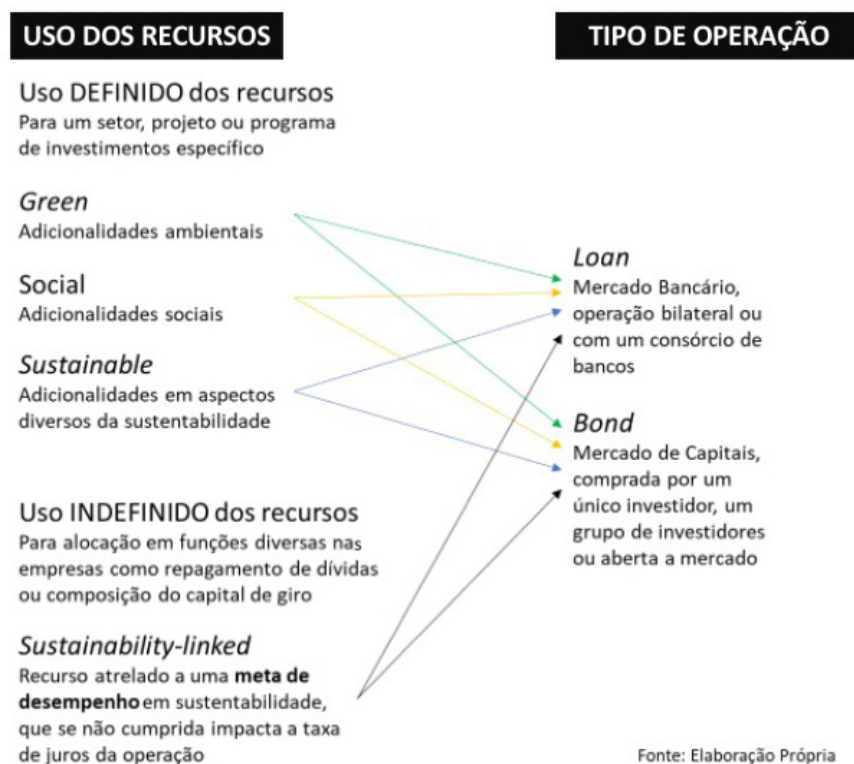 USO DOS RECURSOS
Uso DEFINIDO dos recursos
Para um setor, projeto ou programa
de investimentos específico
Green
Adicionalidades ambientais
Social
Adicionalidades sociais
Sustainable
Adicionalidades em aspectos
diversos da sustentabilidade
Uso INDEFINIDO dos recursos
Para alocação em funções diversas nas
empresas como repagamento de dívidas
ou composição do capital de giro
Sustainability-linked
Recurso atrelado a uma meta de
desempenho em sustentabilidade,
que se não cumprida impacta a taxa
de juros da operação
TIPO DE OPERAÇÃO
Loan
Mercado Bancário,
operação bilateral ou
com um consórcio de
bancos
Bond
Mercado de Capitais,
comprada por um
único investidor, um
grupo de investidores
ou aberta a mercado
Fonte: Elaboração Própria